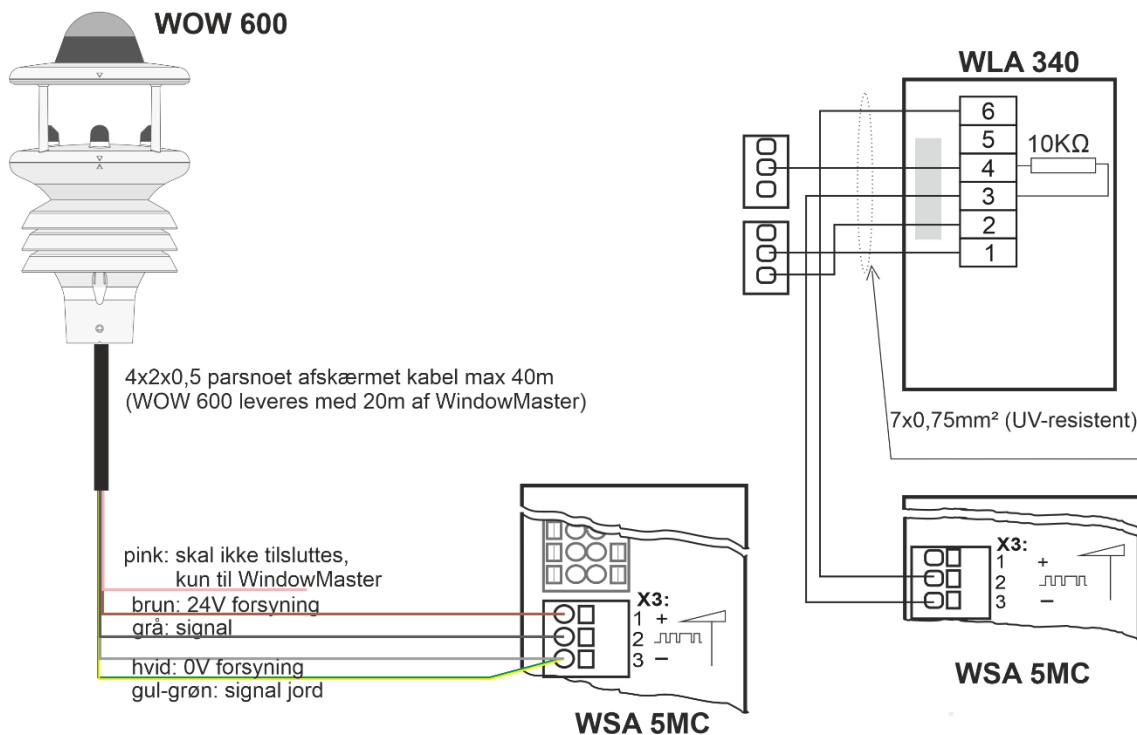 WOW 600
4x2x0,5 parsnoet afskærmet kabel max 40m
(WOW 600 leveres med 20m af WindowMaster)
pink: skal ikke tilsluttes,
kun til WindowMaster
brun: 24V forsyning
grå: signal
hvid: 0V forsyning
gul-grøn: signal jord
X3:
1 +
2
3 –
WSA 5MC
WLA 340
6
5
4
3
2
1
10KΩ
7x0,75mm² (UV-resistent)
X3:
1 +
2
3 –
WSA 5MC